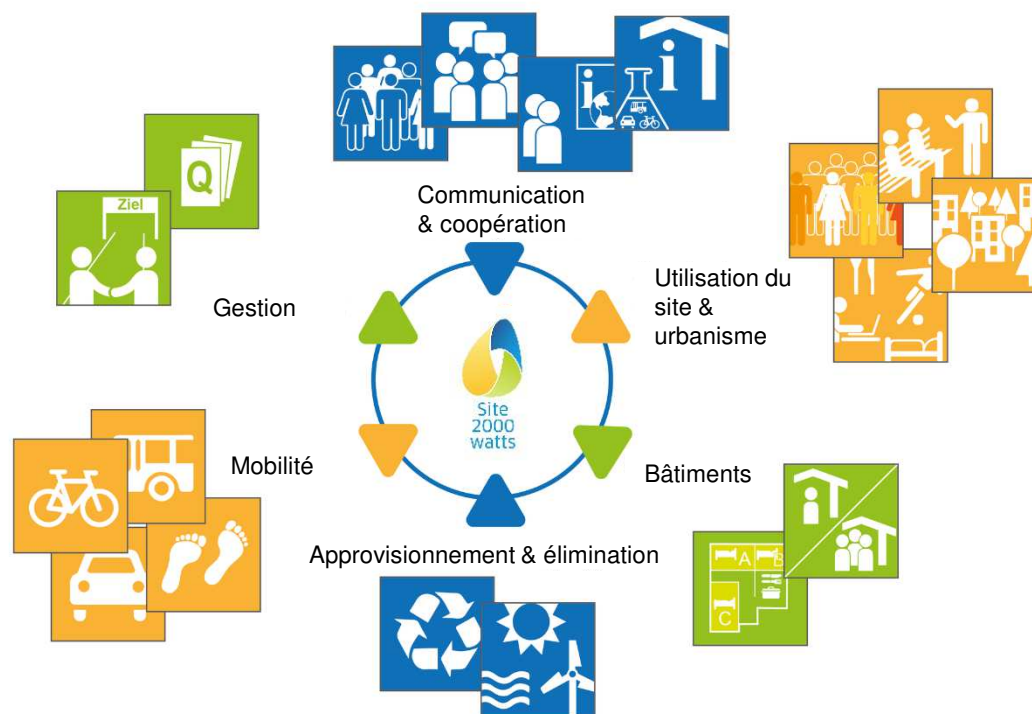 i
i
Communication
& coopération
Q
Ziel
Gestion
Utilisation du
site &
urbanisme
Site
2000
watts
Mobilité
Bâtiments
Approvisionnement & élimination
A
B
C